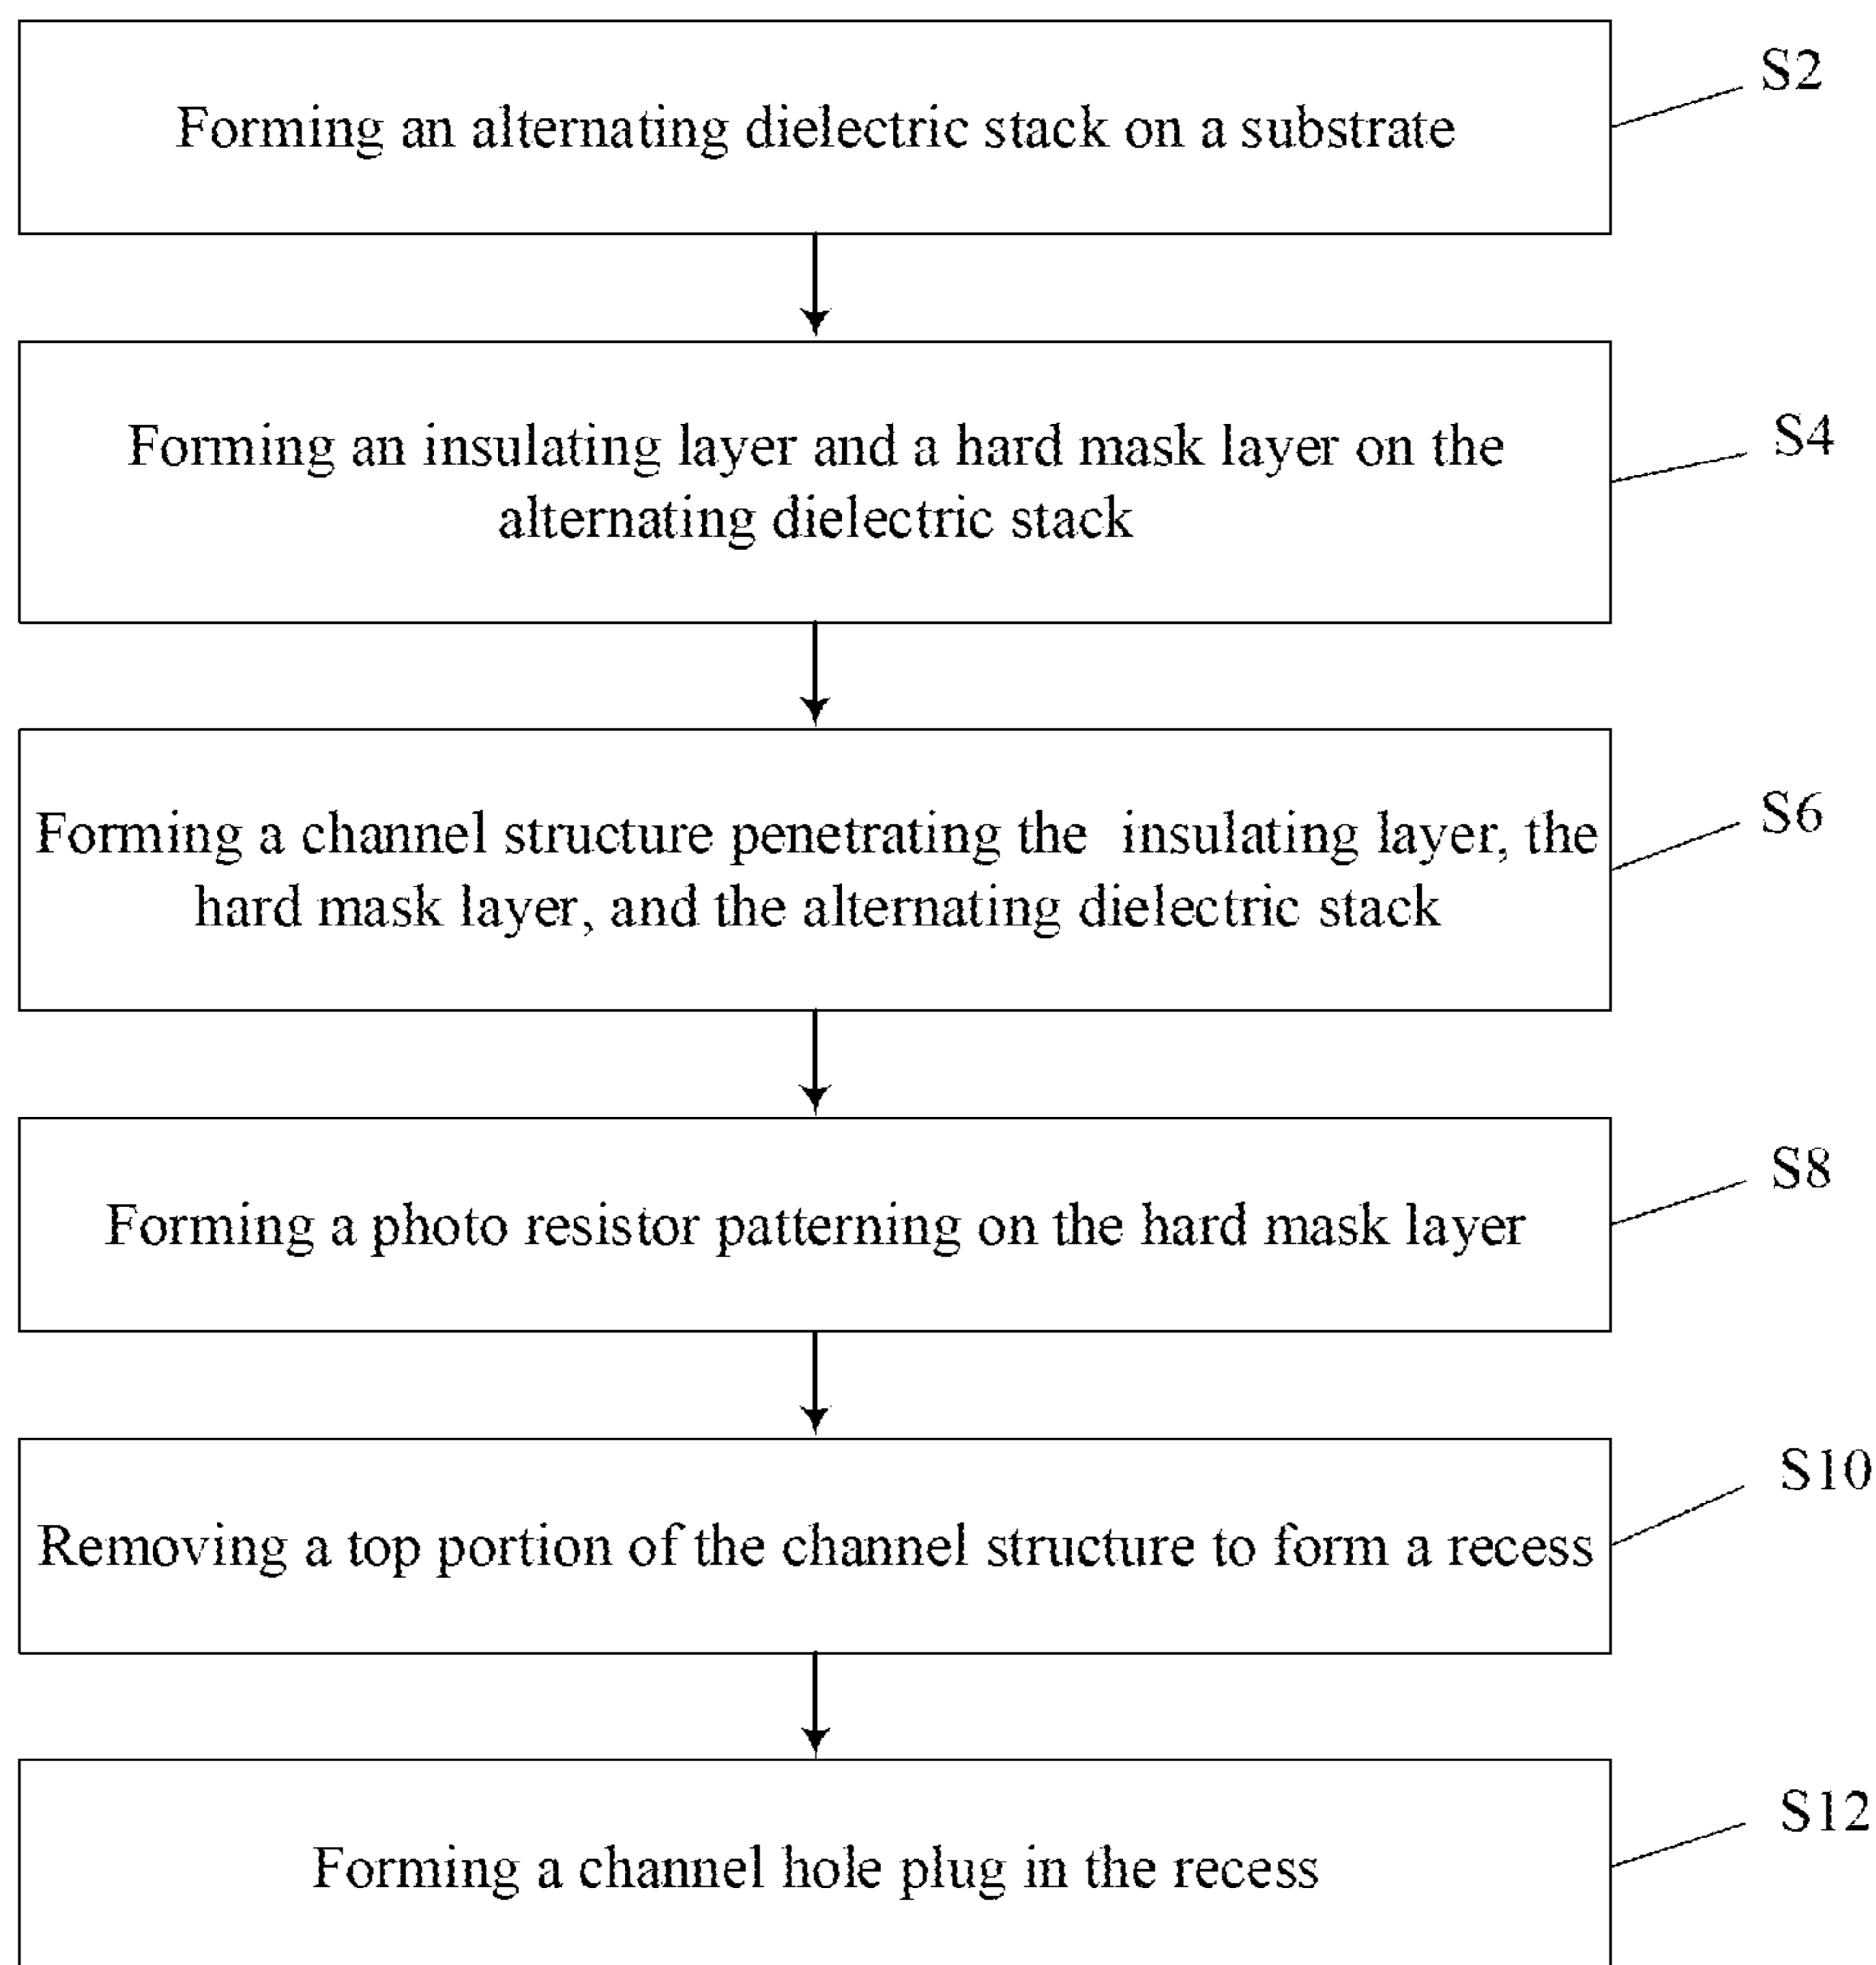 S2
Forming an alternating dielectric stack on a substrate
S4
Forming an insulating layer and a hard mask layer on the
alternating dielectric stack
S6
Forming a channel structure penetrating the insulating layer, the
hard mask layer, and the alternating dielectric stack
S8
Forming a photo resistor patterning on the hard mask layer
S10
Removing a top portion of the channel structure to form a recess
S12
Forming a channel hole plug in the recess